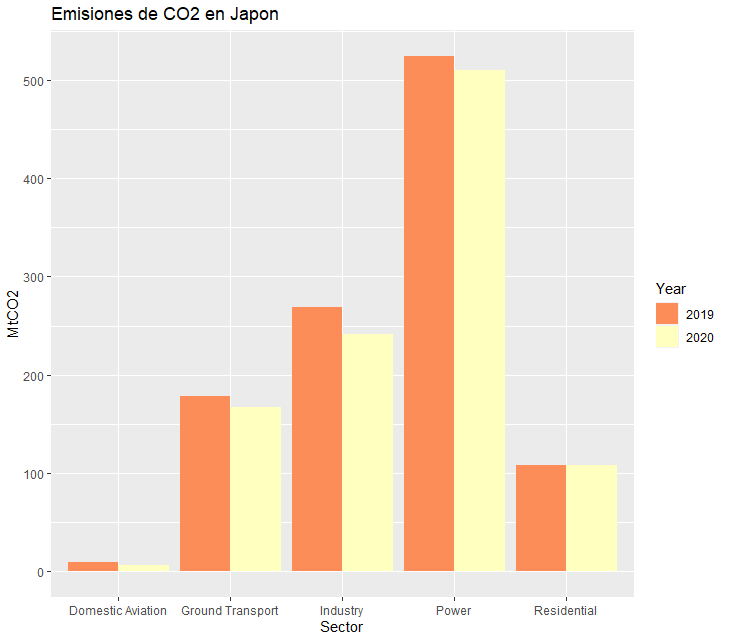 Emisiones de CO2 en Japon
MtCO2
500
400
300
200
100
0
Domestic Aviation Ground Transport Industry Power Residential
Sector
Year
2019
2020